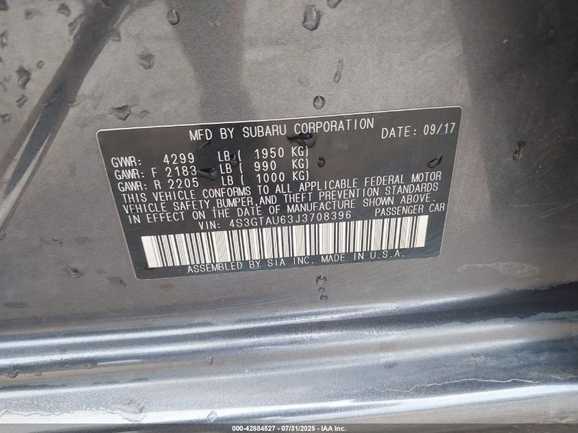 MFD BY SUBARU CORPORATION DATE: 09/17
GVWR: 4299 LB ( 1950 KG)
GAWR: F 2183 LB ( 990 KG)
GAWR: R 2205 LB ( 1000 KG)
THIS VEHICLE CONFORMS TO ALL APPLICABLE FEDERAL MOTOR
VEHICLE SAFETY, BUMPER, AND THEFT PREVENTION STANDARDS
IN EFFECT ON THE DATE OF MANUFACTURE SHOWN ABOVE.
VIN: 4S3GTAU63J3708396 PASSENGER CAR
ASSEMBLED BY SIA INC. MADE IN U.S.A.
000-42884527 - 07/31/2025 - IAAI.COM